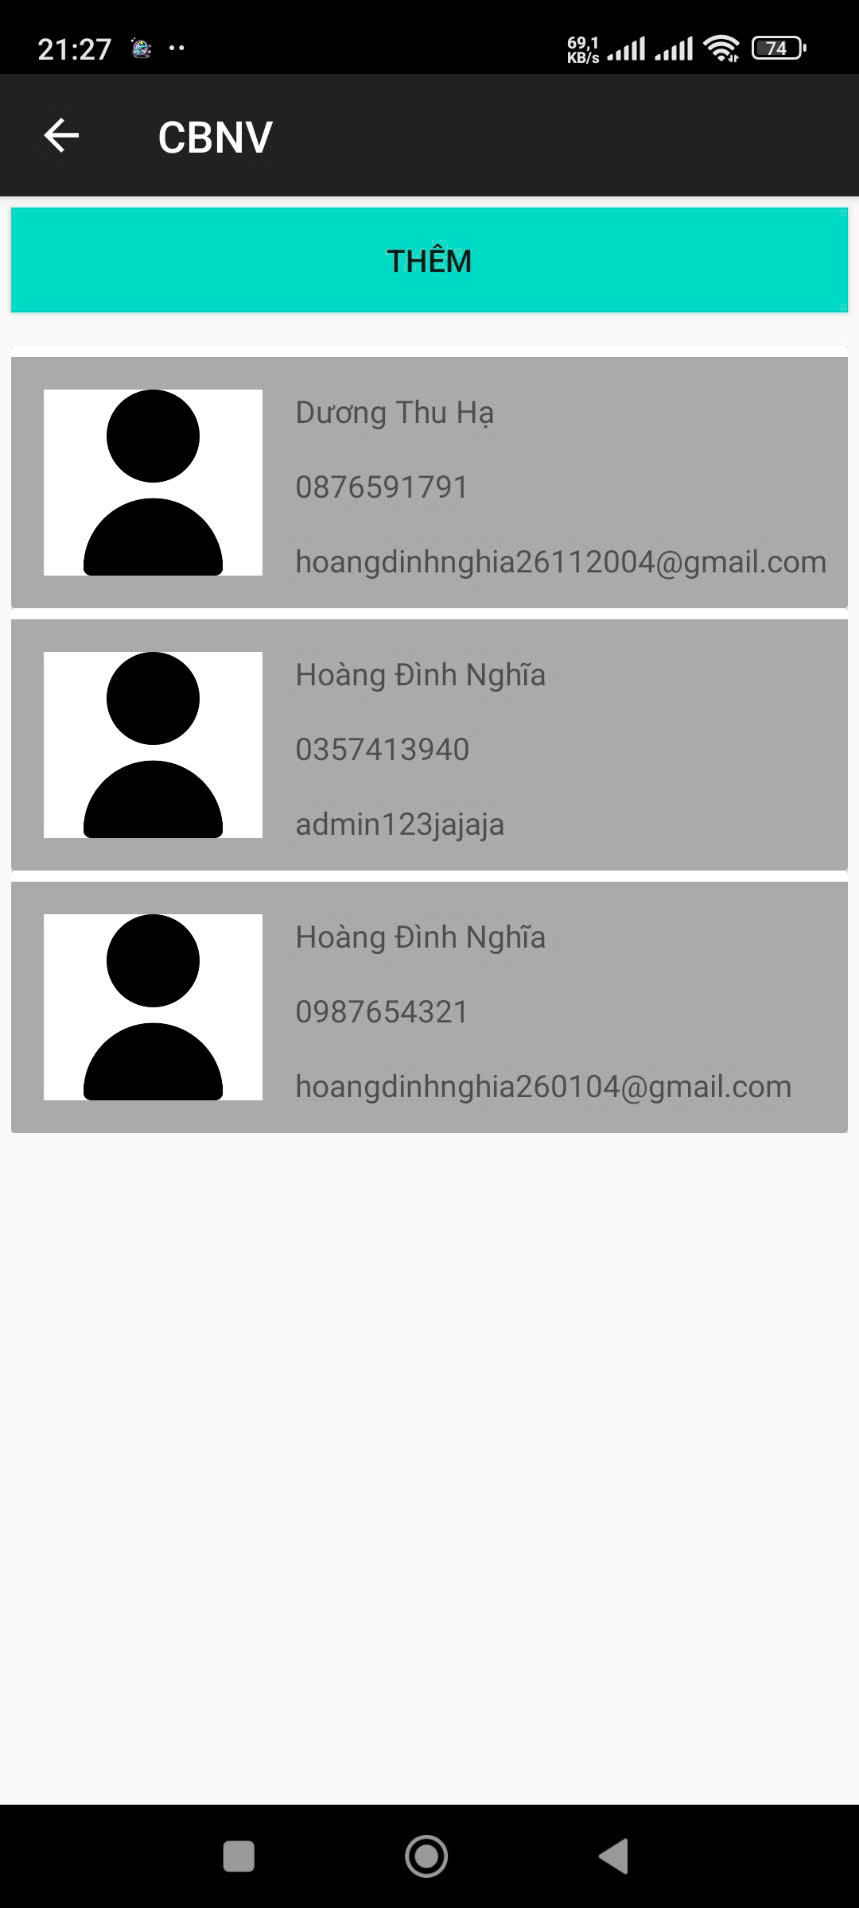 21:27
69,1
KB/s
74
CBNV
THÊM
Dương Thu Hạ
0876591791
hoangdinhnghia26112004@gmail.com
Hoàng Đình Nghĩa
0357413940
admin123jajaja
Hoàng Đình Nghĩa
0987654321
hoangdinhnghia260104@gmail.com